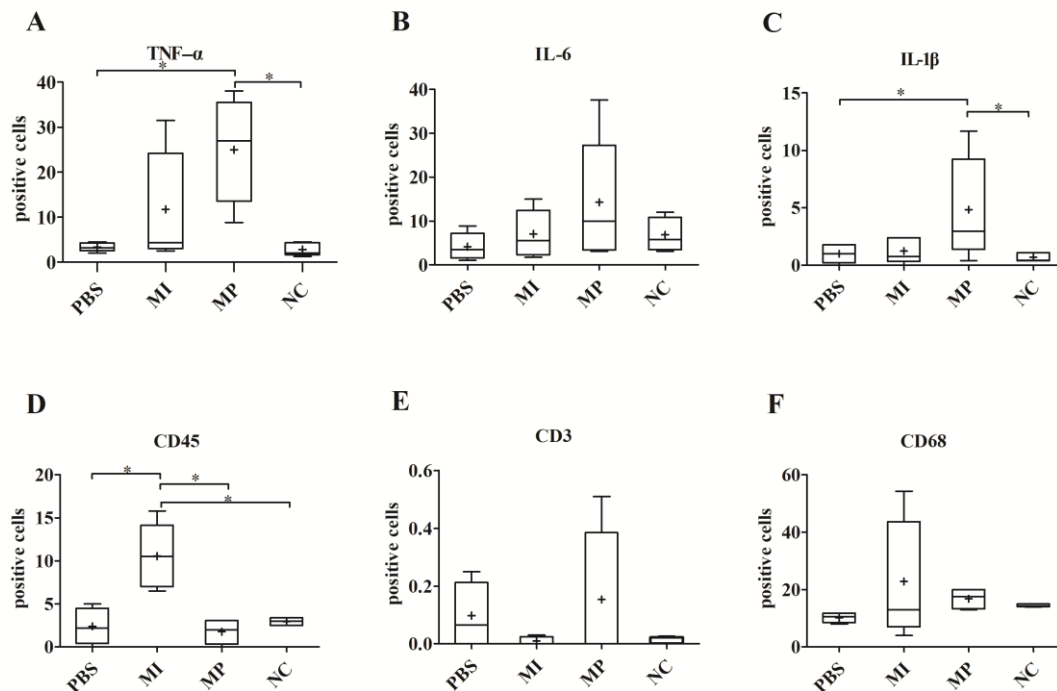 A
TNF–α
positive cells
40
30
20
10
0
*
*
PBS
MI
MP
NC
B
IL-6
positive cells
40
30
20
10
0
PBS
MI
MP
NC
C
IL-1β
positive cells
15
10
5
0
*
*
PBS
MI
MP
NC
D
CD45
positive cells
20
15
10
5
0
*
*
*
PBS
MI
MP
NC
E
CD3
positive cells
0.6
0.4
0.2
0.0
PBS
MI
MP
NC
F
CD68
positive cells
60
40
20
0
PBS
MI
MP
NC